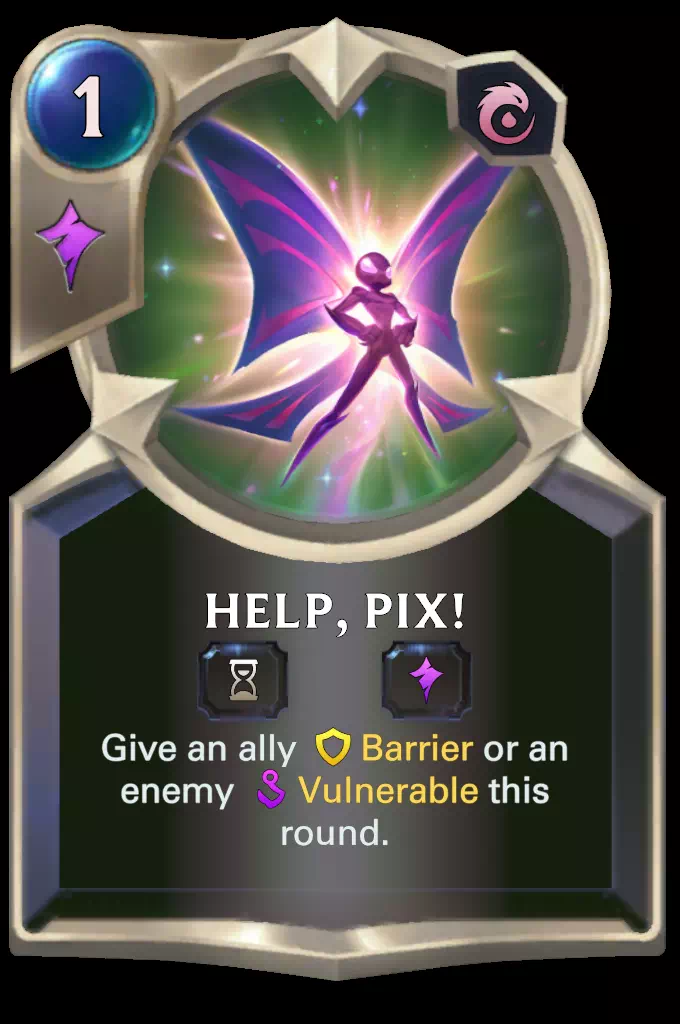 1
HELP, PIX!
Give an ally Barrier or an
enemy Vulnerable this
round.